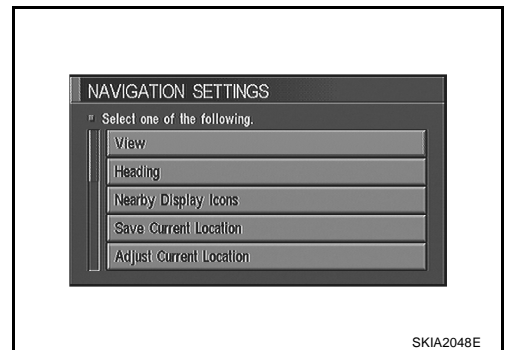 NAVIGATION SETTINGS
Select one of the following.
View
Heading
Nearby Display Icons
Save Current Location
Adjust Current Location
SKIA2048E